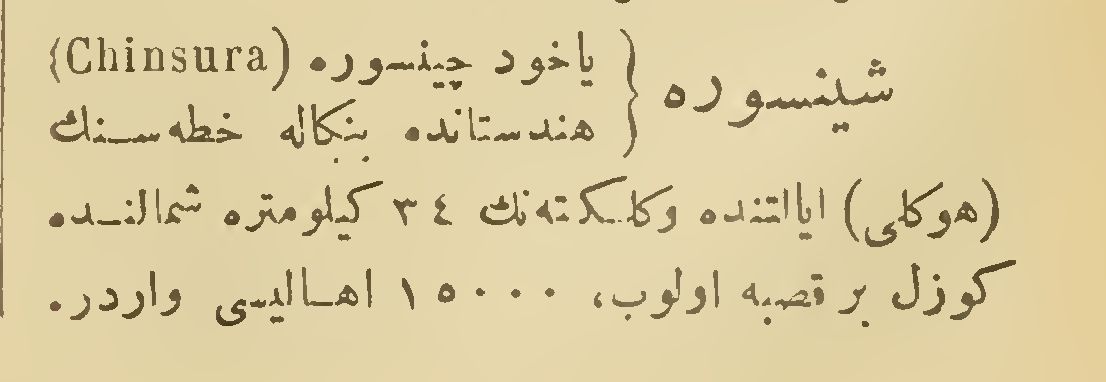 شينسوره { ياخود چينسوره (Chinsura)
هندستانده بنكاله خطه‌سنك
(هوكلى) ايالتنده وكلكته‌نك ٣٤ كيلومتره شمالنده
كوزل بر قصبه اولوب، ١٥٠٠٠ اهاليسى واردر.